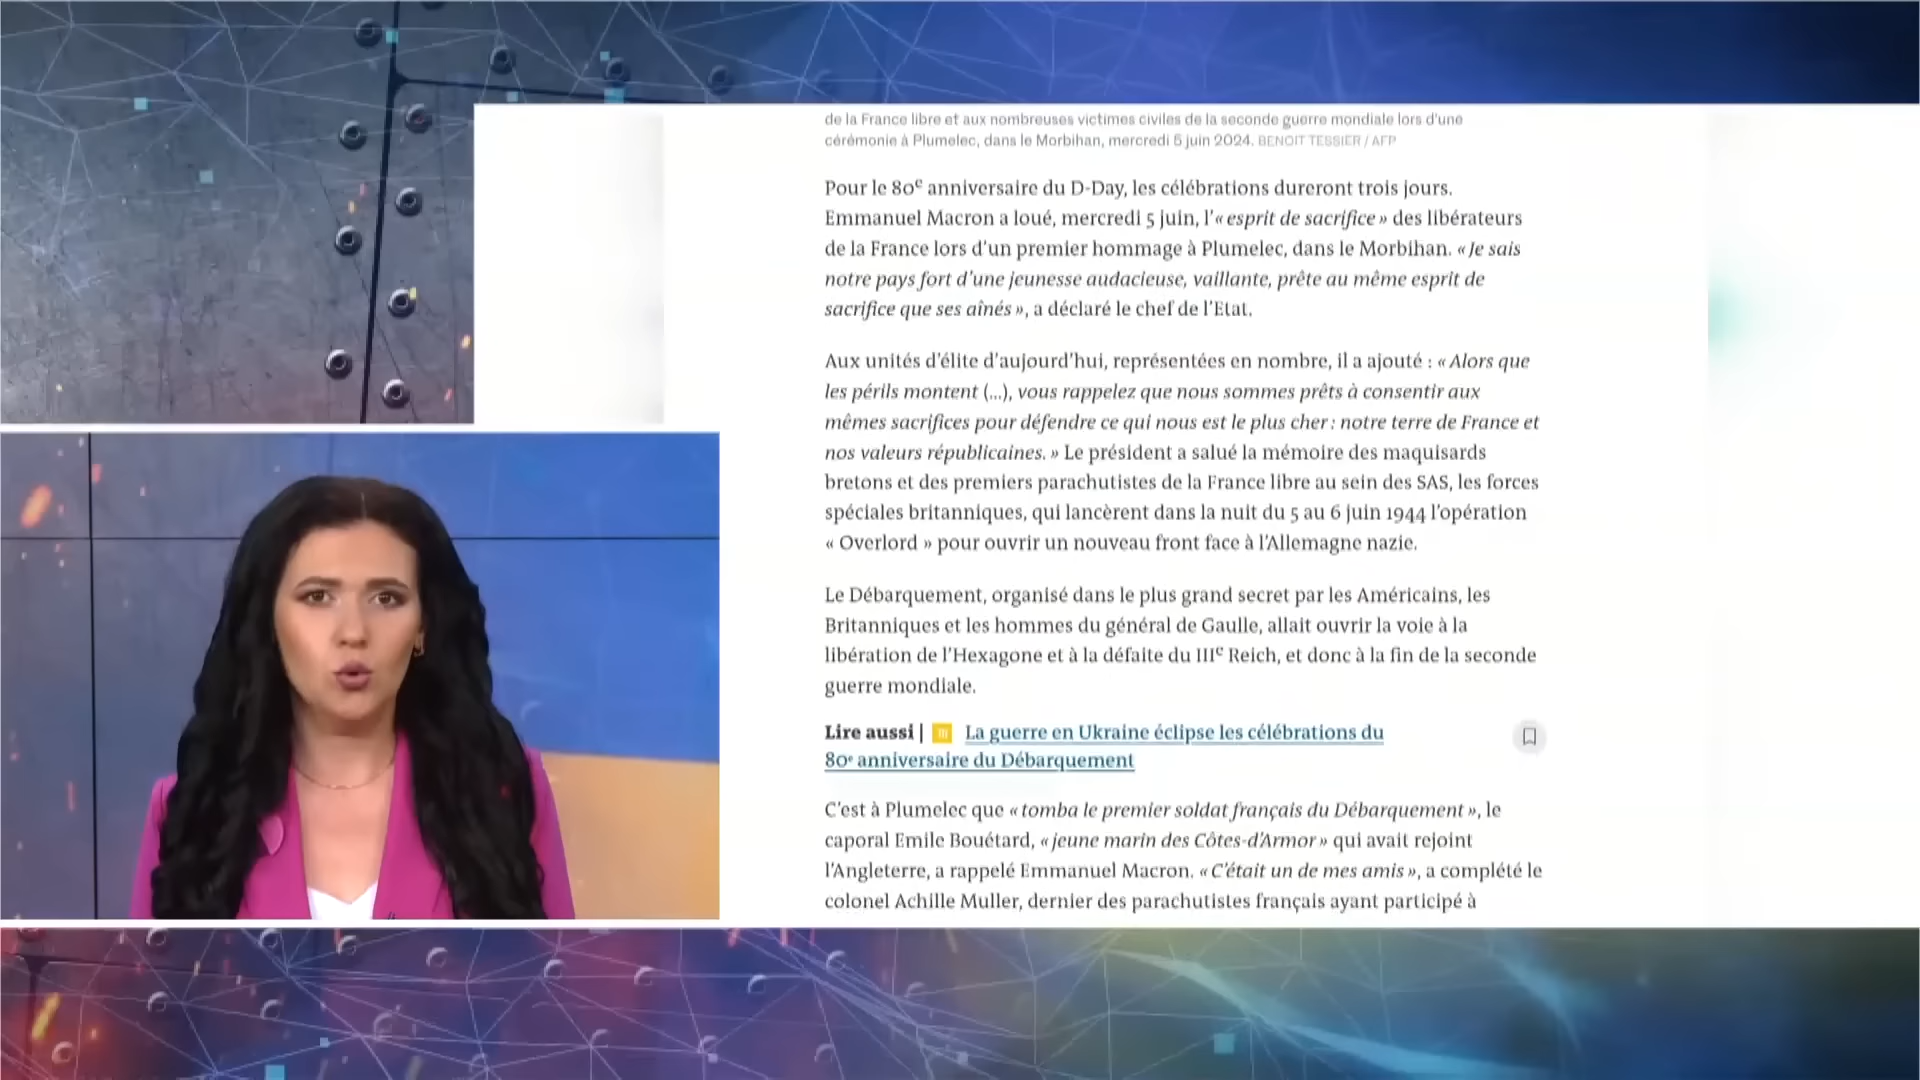 de la France libre et aux nombreuses victimes civiles de la seconde guerre mondiale lors d'une
cérémonie à Plumelec, dans le Morbihan, mercredi 5 juin 2024. BENOIT TESSIER / AFP
Pour le 80e anniversaire du D-Day, les célébrations dureront trois jours.
Emmanuel Macron a loué, mercredi 5 juin, l'« esprit de sacrifice » des libérateurs
de la France lors d'un premier hommage à Plumelec, dans le Morbihan. « Je sais
notre pays fort d'une jeunesse audacieuse, vaillante, prête au même esprit de
sacrifice que ses aînés », a déclaré le chef de l'Etat.
Aux unités d'élite d'aujourd'hui, représentées en nombre, il a ajouté : « Alors que
les périls montent (...), vous rappelez que nous sommes prêts à consentir aux
mêmes sacrifices pour défendre ce qui nous est le plus cher : notre terre de France et
nos valeurs républicaines. » Le président a salué la mémoire des maquisards
bretons et des premiers parachutistes de la France libre au sein des SAS, les forces
spéciales britanniques, qui lancèrent dans la nuit du 5 au 6 juin 1944 l'opération
« Overlord » pour ouvrir un nouveau front face à l'Allemagne nazie.
Le Débarquement, organisé dans le plus grand secret par les Américains, les
Britanniques et les hommes du général de Gaulle, allait ouvrir la voie à la
libération de l'Hexagone et à la défaite du IIIe Reich, et donc à la fin de la seconde
guerre mondiale.
Lire aussi | La guerre en Ukraine éclipse les célébrations du
80e anniversaire du Débarquement
C'est à Plumelec que « tomba le premier soldat français du Débarquement », le
caporal Emile Bouétard, « jeune marin des Côtes-d'Armor » qui avait rejoint
l'Angleterre, a rappelé Emmanuel Macron. « C'était un de mes amis », a complété le
colonel Achille Muller, dernier des parachutistes français ayant participé à